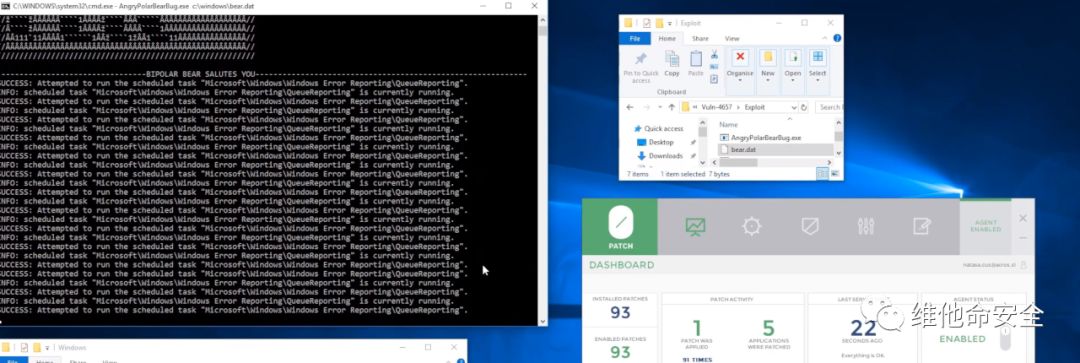 C:\WINDOWS\system32\cmd.exe - AngryPolarBearBug.exe c:\windows\bear.dat
BIPOLAR BEAR SALUTES YOU
SUCCESS: Attempted to run the scheduled task "Microsoft\Windows\Windows Error Reporting\QueueReporting".
INFO: scheduled task "Microsoft\Windows\Windows Error Reporting\QueueReporting" is currently running.
SUCCESS: Attempted to run the scheduled task "Microsoft\Windows\Windows Error Reporting\QueueReporting".
INFO: scheduled task "Microsoft\Windows\Windows Error Reporting\QueueReporting" is currently running.
SUCCESS: Attempted to run the scheduled task "Microsoft\Windows\Windows Error Reporting\QueueReporting".
INFO: scheduled task "Microsoft\Windows\Windows Error Reporting\QueueReporting" is currently running.
SUCCESS: Attempted to run the scheduled task "Microsoft\Windows\Windows Error Reporting\QueueReporting".
INFO: scheduled task "Microsoft\Windows\Windows Error Reporting\QueueReporting" is currently running.
SUCCESS: Attempted to run the scheduled task "Microsoft\Windows\Windows Error Reporting\QueueReporting".
INFO: scheduled task "Microsoft\Windows\Windows Error Reporting\QueueReporting" is currently running.
SUCCESS: Attempted to run the scheduled task "Microsoft\Windows\Windows Error Reporting\QueueReporting".
INFO: scheduled task "Microsoft\Windows\Windows Error Reporting\QueueReporting" is currently running.
SUCCESS: Attempted to run the scheduled task "Microsoft\Windows\Windows Error Reporting\QueueReporting".
INFO: scheduled task "Microsoft\Windows\Windows Error Reporting\QueueReporting" is currently running.
SUCCESS: Attempted to run the scheduled task "Microsoft\Windows\Windows Error Reporting\QueueReporting".
INFO: scheduled task "Microsoft\Windows\Windows Error Reporting\QueueReporting" is currently running.
SUCCESS: Attempted to run the scheduled task "Microsoft\Windows\Windows Error Reporting\QueueReporting".
INFO: scheduled task "Microsoft\Windows\Windows Error Reporting\QueueReporting" is currently running.
SUCCESS: Attempted to run the scheduled task "Microsoft\Windows\Windows Error Reporting\QueueReporting".
INFO: scheduled task "Microsoft\Windows\Windows Error Reporting\QueueReporting" is currently running.
SUCCESS: Attempted to run the scheduled task "Microsoft\Windows\Windows Error Reporting\QueueReporting".
SUCCESS: Attempted to run the scheduled task "Microsoft\Windows\Windows Error Reporting\QueueReporting".
INFO: scheduled task "Microsoft\Windows\Windows Error Reporting\QueueReporting" is currently running.
SUCCESS: Attempted to run the scheduled task "Microsoft\Windows\Windows Error Reporting\QueueReporting".
INFO: scheduled task "Microsoft\Windows\Windows Error Reporting\QueueReporting" is currently running.
SUCCESS: Attempted to run the scheduled task "Microsoft\Windows\Windows Error Reporting\QueueReporting".
Windows
File Home Share View
Exploit
File Home Share View
Pin to Quick access
Copy
Paste
Organise
New
Open
Select
Clipboard
Vuln-4657 › Exploit
Search
Quick access
Desktop
Downloads
Name
AngryPolarBearBug.exe
bear.dat
7 items 1 item selected 7 bytes
PATCH
AGENT ENABLED
DASHBOARD
INSTALLED PATCHES
93
ENABLED PATCHES
93
PATCH ACTIVITY
1
PATCH WAS APPLIED
91 TIMES
5
APPLICATIONS WERE PATCHED
22
SECONDS AGO
Everything is OK.
AGENT STATUS
ENABLED
维他命安全